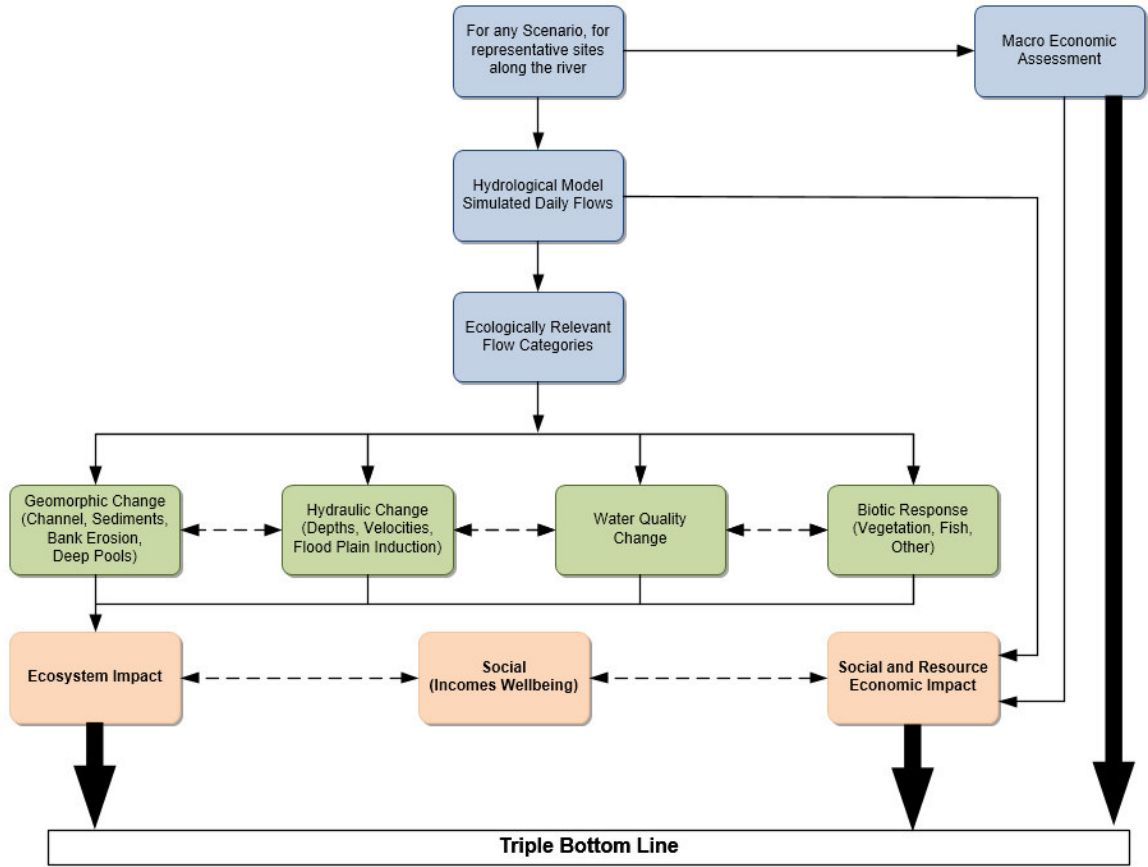 For any Scenario, for
representative sites
along the river
Macro Economic
Assessment
Hydrological Model
Simulated Daily Flows
Ecologically Relevant
Flow Categories
Geomorphic Change
(Channel, Sediments,
Bank Erosion,
Deep Pools)
Hydraulic Change
(Depths, Velocities,
Flood Plain Induction)
Water Quality
Change
Biotic Response
(Vegetation, Fish,
Other)
Ecosystem Impact
Social
(Incomes Wellbeing)
Social and Resource
Economic Impact
Triple Bottom Line